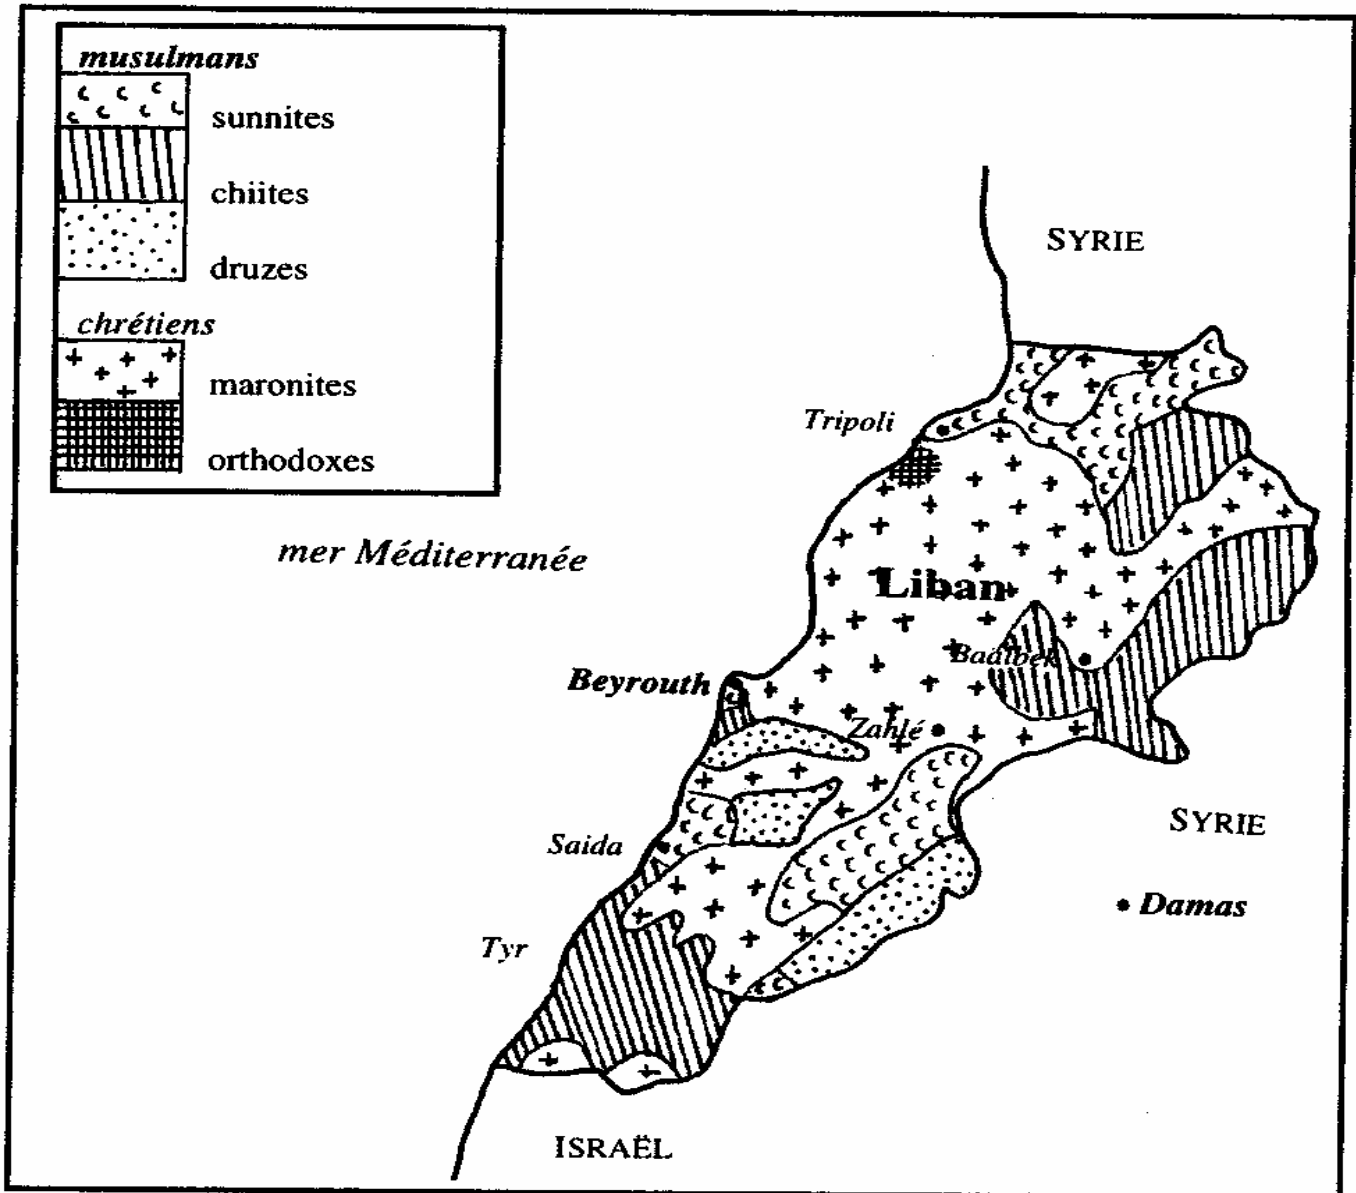 musulmans
sunnites
chiites
druzes
chrétiens
maronites
orthodoxes
SYRIE
Tripoli
mer Méditerranée
Liban
Baalbek
Beyrouth
Zahlé
SYRIE
Saida
Damas
Tyr
ISRAËL